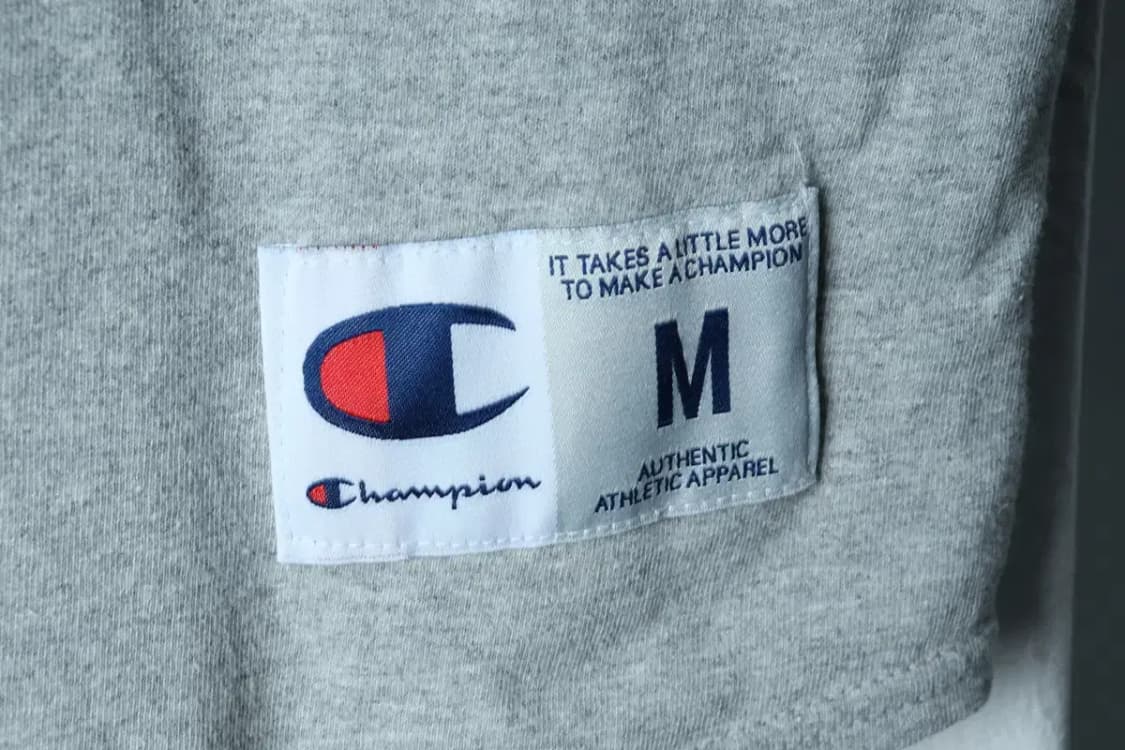 Champion
IT TAKES A LITTLE MORE
TO MAKE A CHAMPION
M
AUTHENTIC
ATHLETIC APPAREL